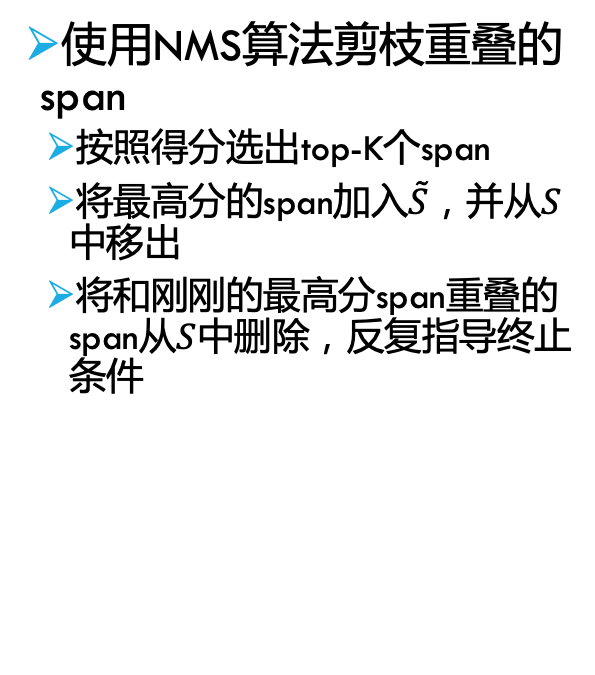 ➢使用NMS算法剪枝重叠的
span
➢按照得分选出top-K个span
➢将最高分的span加入S̃，并从S
中移出
➢将和刚刚的最高分span重叠的
span从S中删除，反复指导终止
条件